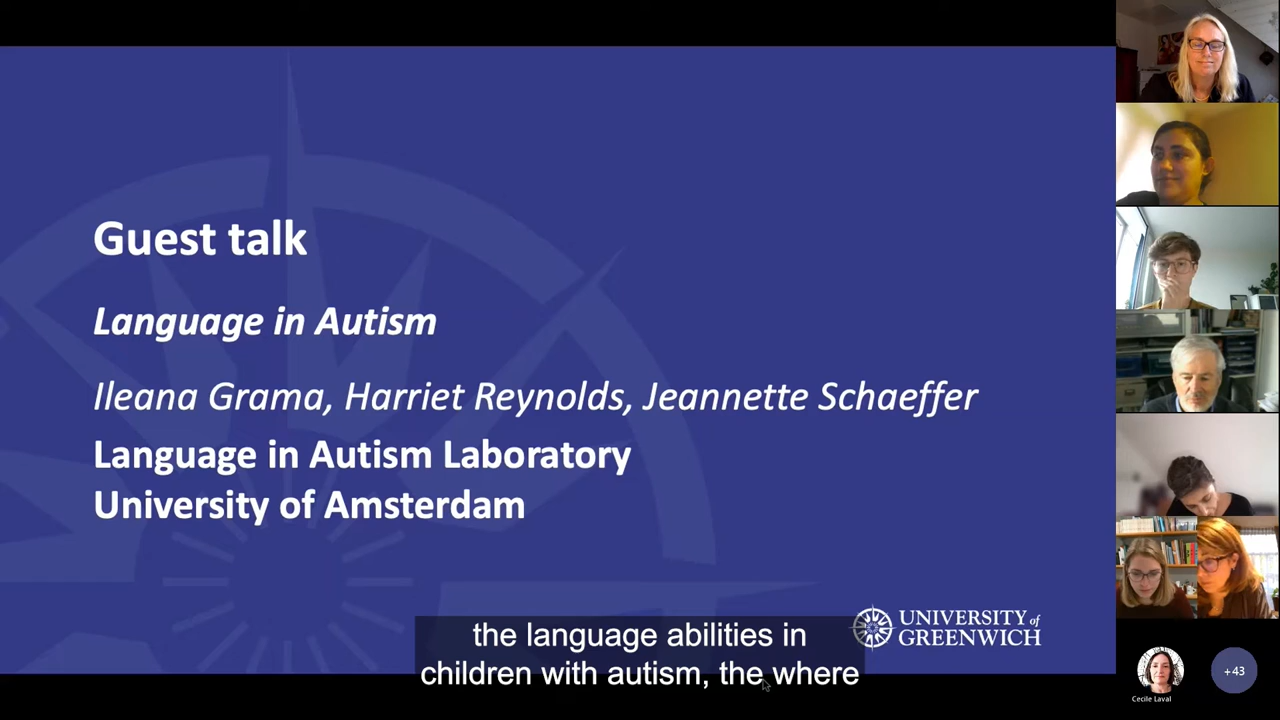 Guest talk
Language in Autism
Ileana Grama, Harriet Reynolds, Jeannette Schaeffer
Language in Autism Laboratory
University of Amsterdam
UNIVERSITY of
GREENWICH
the language abilities in
children with autism, the where
Cecile Laval
+43